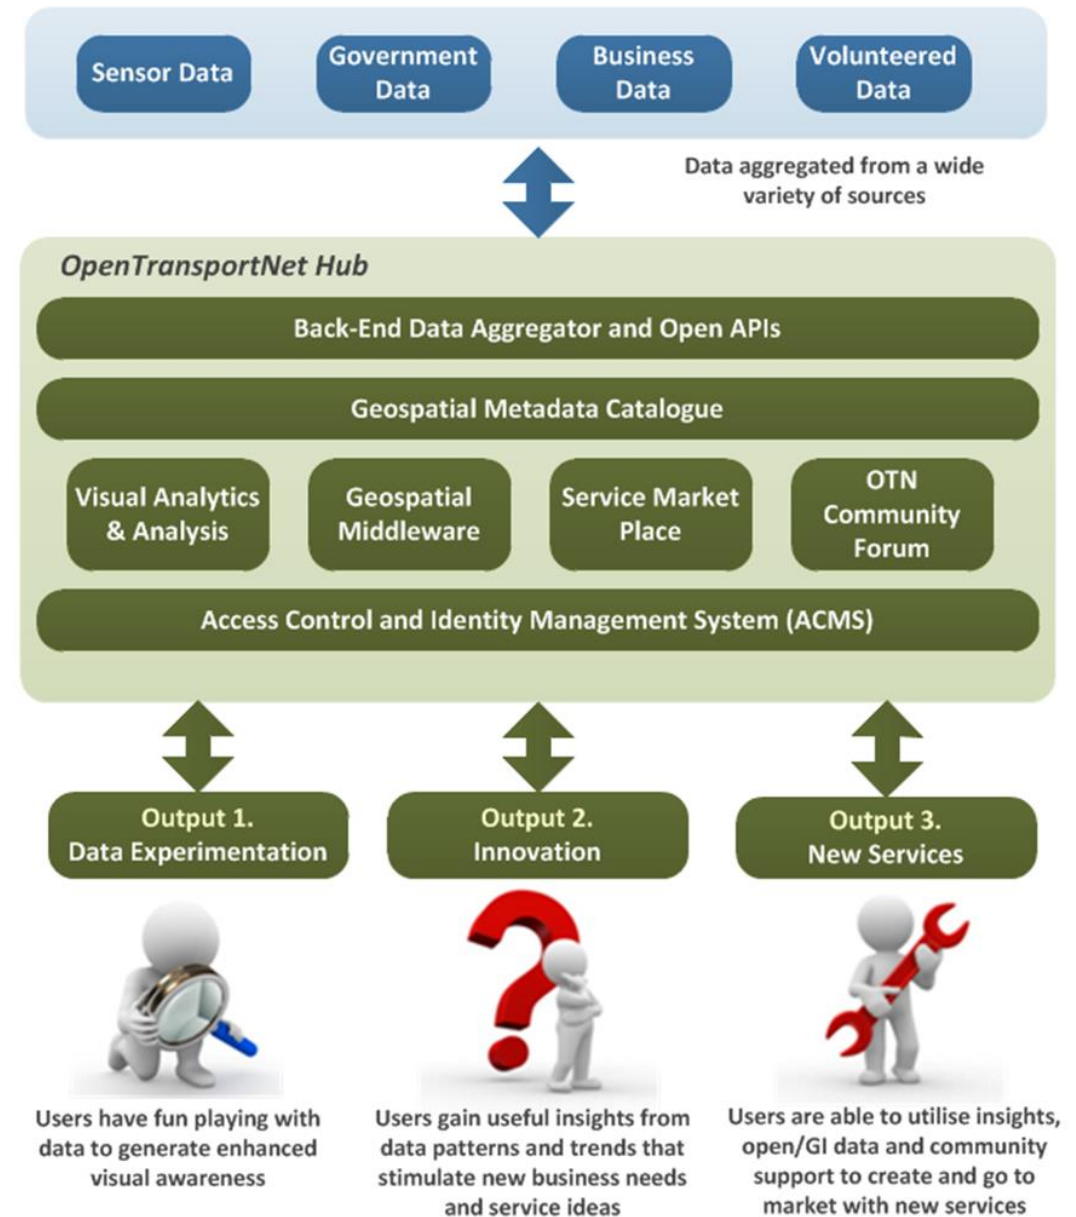 Sensor Data
Government
Data
Business
Data
Volunteered
Data
Data aggregated from a wide
variety of sources
OpenTransportNet Hub
Back-End Data Aggregator and Open APIs
Geospatial Metadata Catalogue
Visual Analytics
& Analysis
Geospatial
Middleware
Service Market
Place
OTN
Community
Forum
Access Control and Identity Management System (ACMS)
Output 1.
Data Experimentation
Output 2.
Innovation
Output 3.
New Services
Users have fun playing with
data to generate enhanced
visual awareness
Users gain useful insights from
data patterns and trends that
stimulate new business needs
and service ideas
Users are able to utilise insights,
open/GI data and community
support to create and go to
market with new services